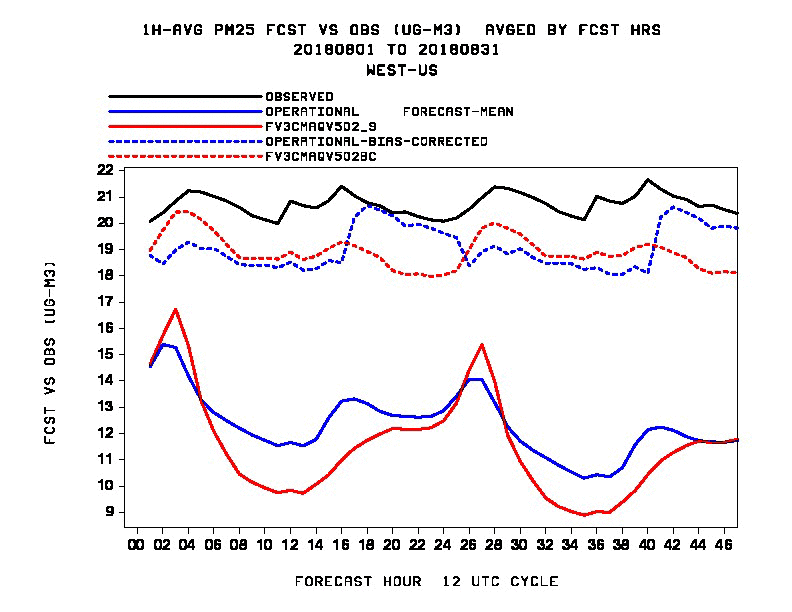 1H-AVG PM25 FCST VS OBS (UG-M3)  AVGED BY FCST HRS
20180801 TO 20180831
WEST-US
OBSERVED
OPERATIONAL FORECAST-MEAN
FV3CMAQV502_9
OPERATIONAL-BIAS-CORRECTED
FV3CMAQV502BC
22
21
20
19
18
17
16
15
14
13
12
11
10
9
FCST VS OBS (UG-M3)
00 02 04 06 08 10 12 14 16 18 20 22 24 26 28 30 32 34 36 38 40 42 44 46
FORECAST HOUR  12 UTC CYCLE